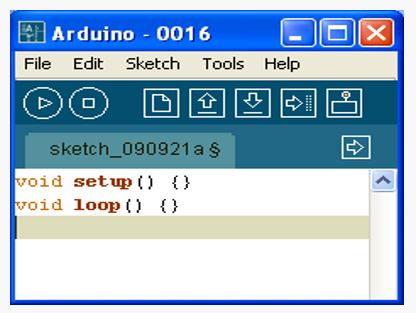 Arduino - 0016
File Edit Sketch Tools Help
sketch_090921a §
void setup() {}
void loop() {}